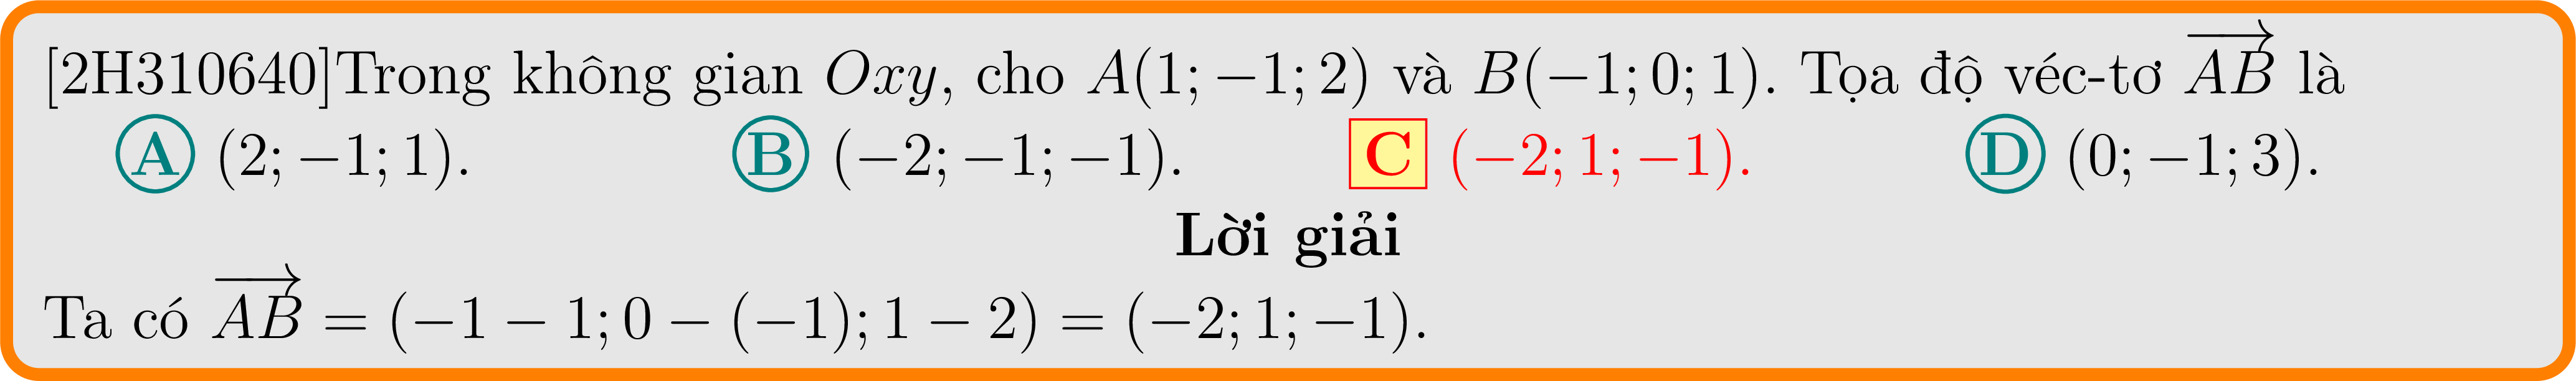 [2H310640]Trong không gian Oxy, cho A(1; −1; 2) và B(−1; 0; 1). Tọa độ véc-tơ $\overrightarrow{AB}$ là
A (2; −1; 1). B (−2; −1; −1). C (−2; 1; −1). D (0; −1; 3).
Lời giải
Ta có $\overrightarrow{AB}$ = (−1 − 1; 0 − (−1); 1 − 2) = (−2; 1; −1).